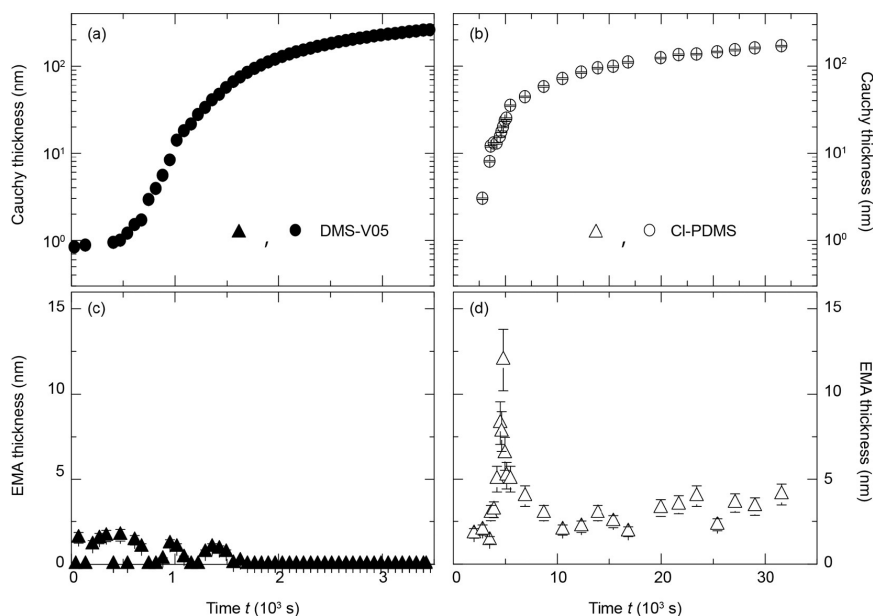 (a)
(b)
10²
10¹
10⁰
Cauchy thickness (nm)
, DMS-V05
, Cl-PDMS
10²
10¹
10⁰
Cauchy thickness (nm)
(c)
(d)
15
10
5
0
EMA thickness (nm)
15
10
5
0
EMA thickness (nm)
0 1 2 3
0 10 20 30
Time t (10³ s)
Time t (10³ s)